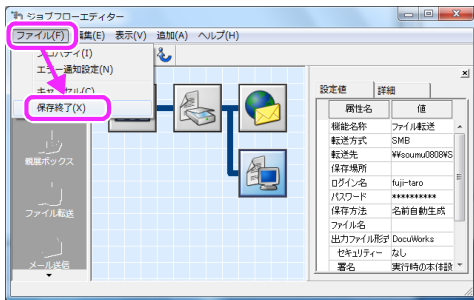 ジョブフローエディター
ファイル(F) 編集(E) 表示(V) 追加(A) ヘルプ(H)
プロパティ(I)
エラー通知設定(N)
キャンセル(C)
保存終了(X)
親展ボックス
ファイル転送
メール送信
設定値 詳細
属性名 値
機能名称 ファイル転送
転送方式 SMB
転送先 ¥¥soumu0808¥S
保存場所
ログイン名 fuji-taro
パスワード **********
保存方法 名前自動生成
ファイル名
出力ファイル形式 DocuWorks
セキュリティー なし
署名 実行時の本体設